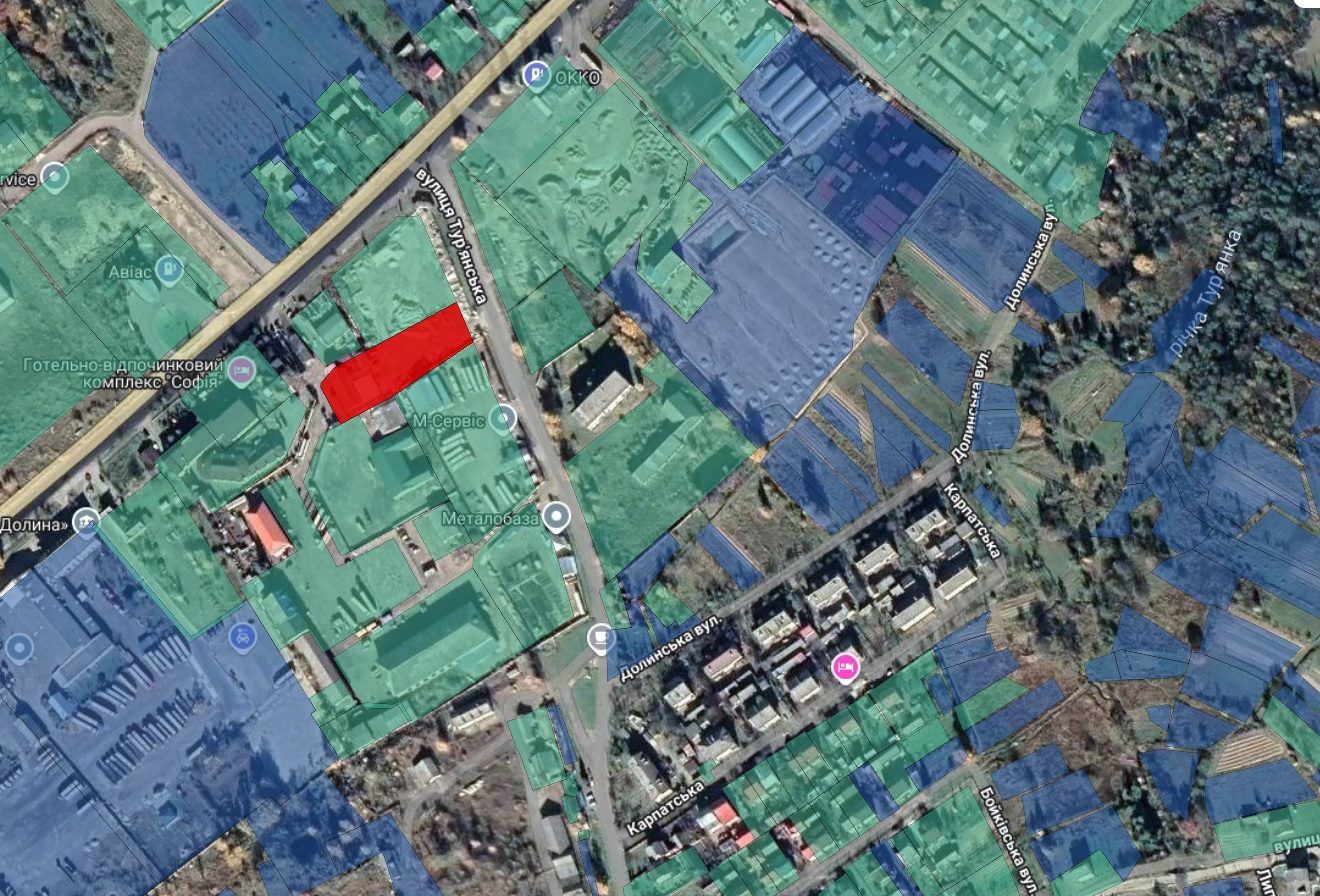 ОККО
вулиця Тур'янська
rvice
Авіас
Долинська вул.
річка Тур'янка
Готельно-відпочинковий
комплекс "Софія"
М-Сервіс
Долинська вул.
Карпатська
Металобаза
Долина»
Долинська вул.
Карпатська
Бойківська вул.
вулиц
Ли